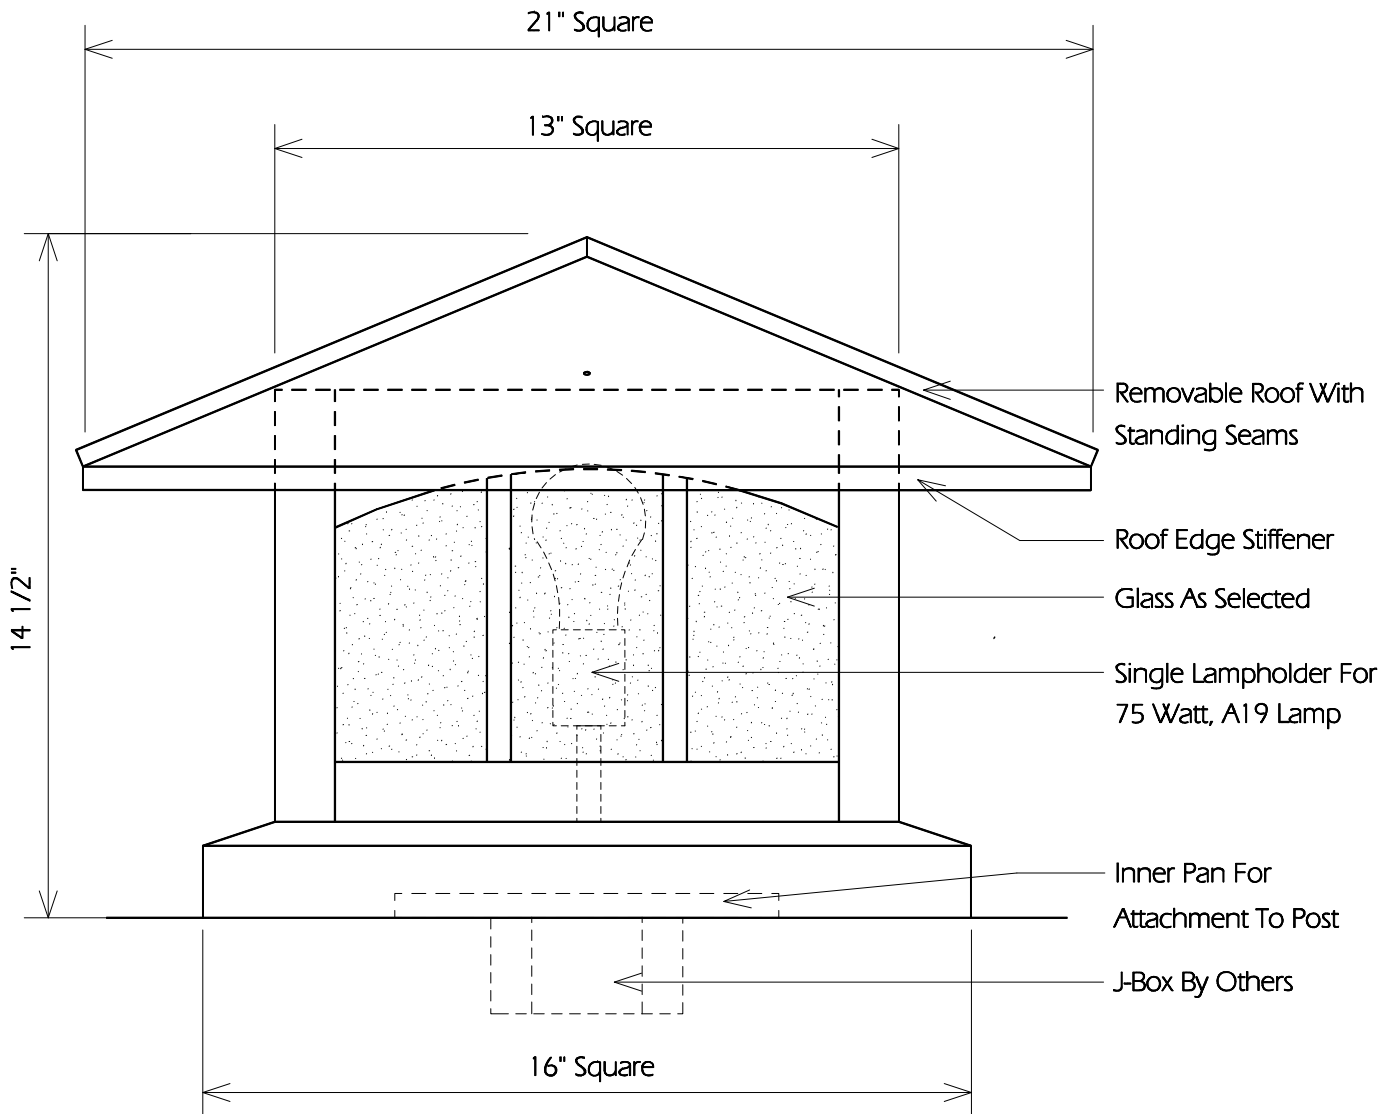 21" Square
13" Square
Removable Roof With
Standing Seams
Roof Edge Stiffener
Glass As Selected
14 1/2"
Single Lampholder For
75 Watt, A19 Lamp
Inner Pan For
Attachment To Post
J-Box By Others
16" Square